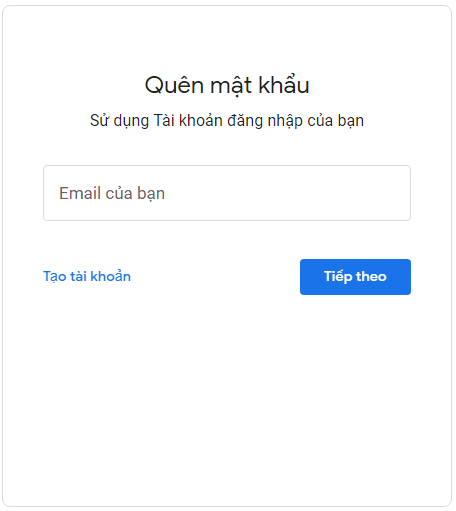 Quên mật khẩu
Sử dụng Tài khoản đăng nhập của bạn
Email của bạn
Tạo tài khoản
Tiếp theo